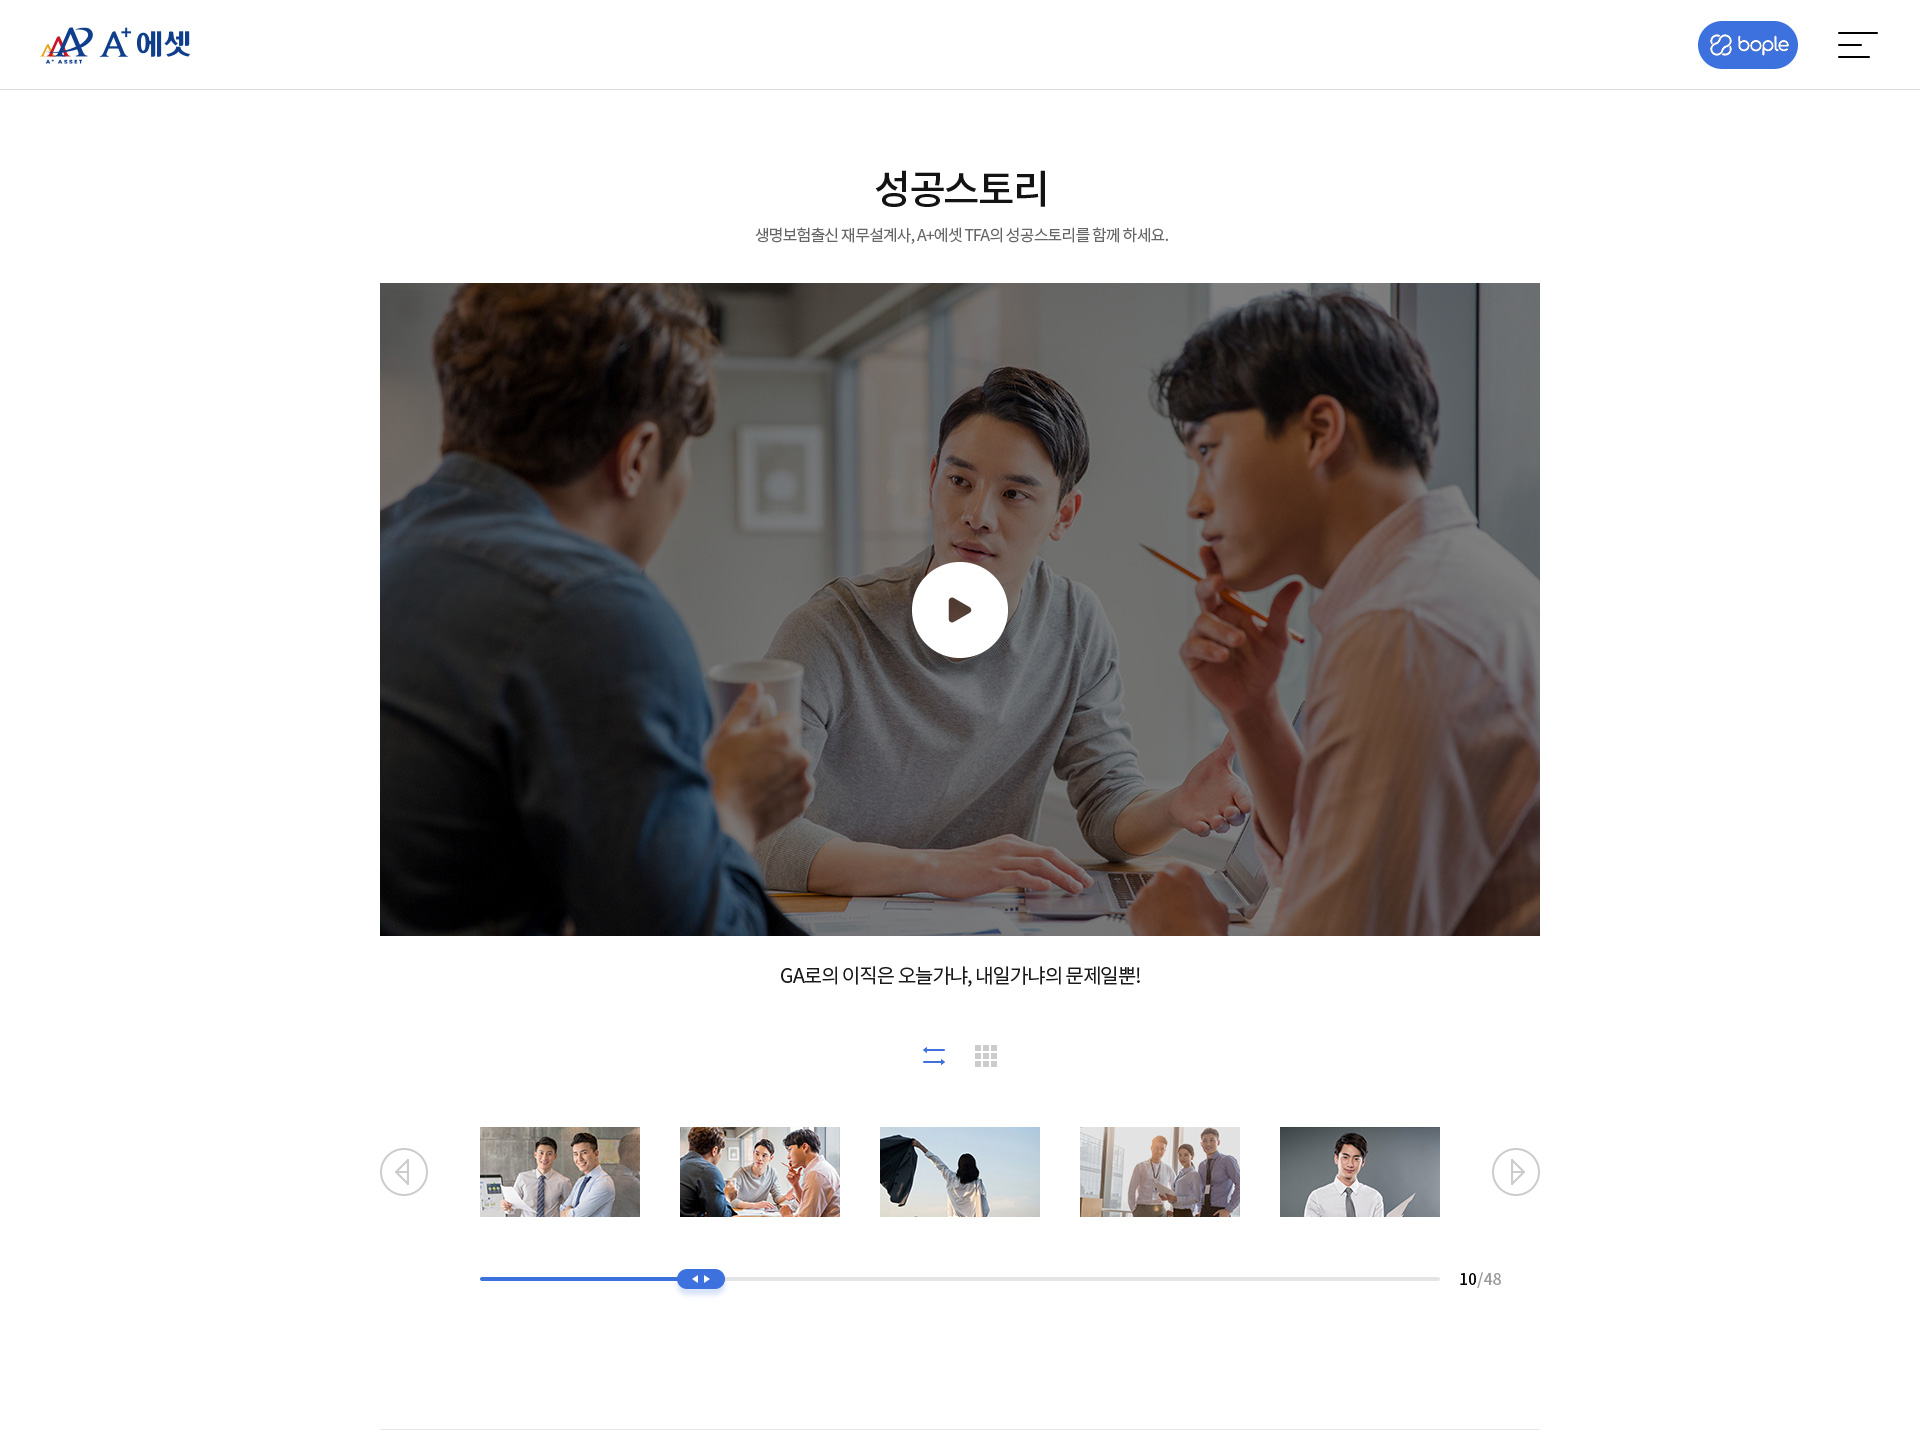 A+ ASSET
A+에셋
bople
성공스토리
생명보험출신 재무설계사, A+에셋 TFA의 성공스토리를 함께 하세요.
GA로의 이직은 오늘가냐, 내일가냐의 문제일뿐!
10/48